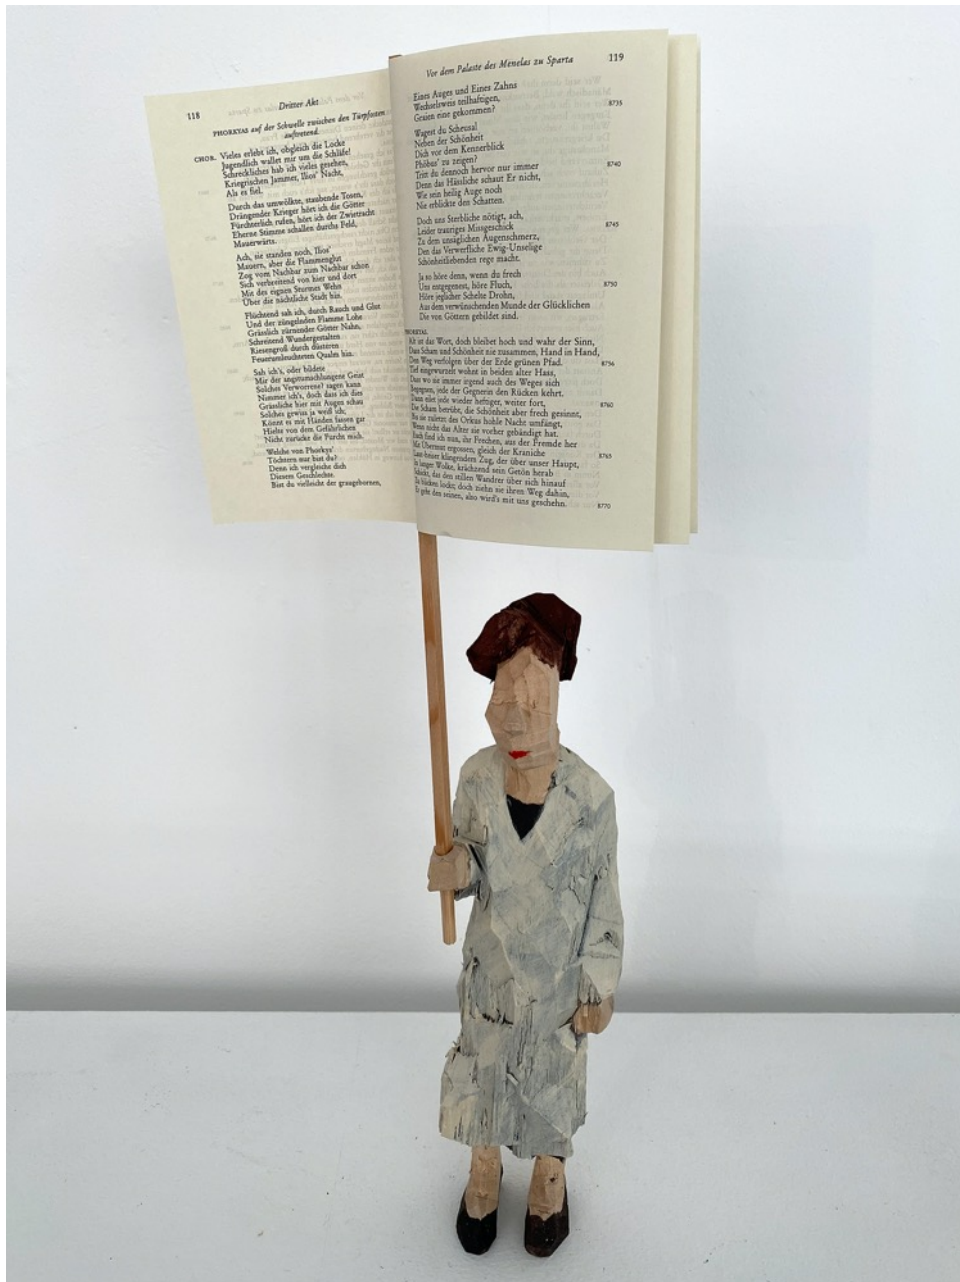 118
Dritter Akt
PHORKYAS auf der Schwelle zwischen den Türpfosten
auftretend.
CHOR. Vieles erlebt ich, obgleich die Locke
Jugendlich wallet mir um die Schläfe!
Schreckliches hab ich vieles gesehen,
Kriegrischen Jammer, Ilios' Nacht,
Als es fiel.
Durch das umwölkte, staubende Tosen,
Drängender Krieger hört ich die Götter
Fürchterlich rufen, hört ich der Zwietracht
Eherne Stimme schallen durchs Feld,
Mauerwärts.
Ach, sie standen noch, Ilios'
Mauern, aber die Flammenglut
Zog vom Nachbar zum Nachbar schon
Sich verbreitend von hier und dort
Mit des eignen Sturmes Wehn
Über die nächtliche Stadt hin.
Flüchtend sah ich, durch Rauch und Glut
Und der züngelnden Flamme Lohe
Grässlich zürnender Götter Nahn,
Schreitend Wundergestalten
Riesengroß durch düsteren
Feuerumleuchteten Qualm hin.
Sah ich's, oder bildete
Mir der angstumschlungene Geist
Solches Verworrene? sagen kann
Nimmer ich's, doch dass ich dies
Grässliche hier mit Augen schau
Solches gewiss ja weiß ich;
Könnt es mit Händen fassen gar
Hielte von dem Gefährlichen
Nicht zurücke die Furcht mich.
Welche von Phorkys'
Töchtern nur bist du?
Denn ich vergleiche dich
Diesem Geschlechte.
Bist du vielleicht der graugebornen,
Vor dem Palaste des Menelas zu Sparta
119
Eines Auges und Eines Zahns
Wechselsweis teilhaftigen,
8735
Graien eine gekommen?
Wagest du Scheusal
Neben der Schönheit
Dich vor dem Kennerblick
Phöbus' zu zeigen?
Tritt du dennoch hervor nur immer
8740
Denn das Hässliche schaut Er nicht,
Wie sein heilig Auge noch
Nie erblickte den Schatten.
Doch uns Sterbliche nötigt, ach,
Leider trauriges Missgeschick
8745
Zu dem unsäglichen Augenschmerz,
Den das Verwerfliche Ewig-Unselige
Schönheitliebenden rege macht.
Ja so höre denn, wenn du frech
Uns entgegenest, höre Fluch,
8750
Höre jeglicher Schelte Drohn,
Aus dem verwünschenden Munde der Glücklichen
Die von Göttern gebildet sind.
PHORKYAS.
Alt ist das Wort, doch bleibet hoch und wahr der Sinn,
Dass Scham und Schönheit nie zusammen, Hand in Hand,
Den Weg verfolgen über der Erde grünen Pfad.
8756
Tief eingewurzelt wohnt in beiden alter Hass,
Dass wo sie immer irgend auch des Weges sich
Begegnen, jede der Gegnerin den Rücken kehrt.
Dann eilet jede wieder heftiger, weiter fort,
8760
Die Scham betrübt, die Schönheit aber frech gesinnt,
Bis sie zuletzt des Orkus hohle Nacht umfängt,
Wenn nicht das Alter sie vorher gebändigt hat.
Euch find ich nun, ihr Frechen, aus der Fremde her
Mit Übermut ergossen, gleich der Kraniche
8765
Laut-heiser klingendem Zug, der über unser Haupt,
In langer Wolke, krächzend sein Getön herab
Schickt, das den stillen Wandrer über sich hinauf
Zu blicken lockt; doch ziehn sie ihren Weg dahin,
Er geht den seinen, also wird's mit uns geschehn.
8770